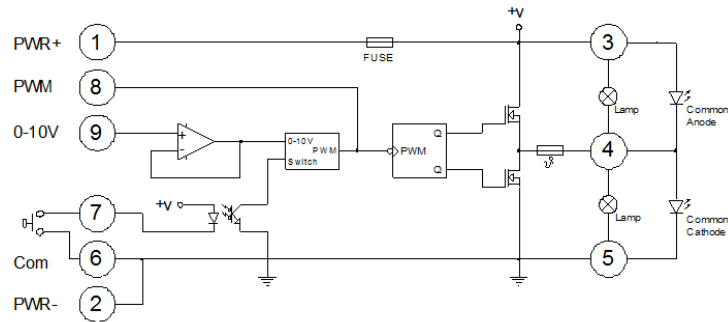 +V
PWR+ 1 FUSE 3
PWM 8
Lamp
Common
Anode
0-10V 9
+
-
0-10V
PWM
Switch
PWM
Q
Q
ϑ
4
+V
7
Lamp
Common
Cathode
Com 6 5
PWR- 2